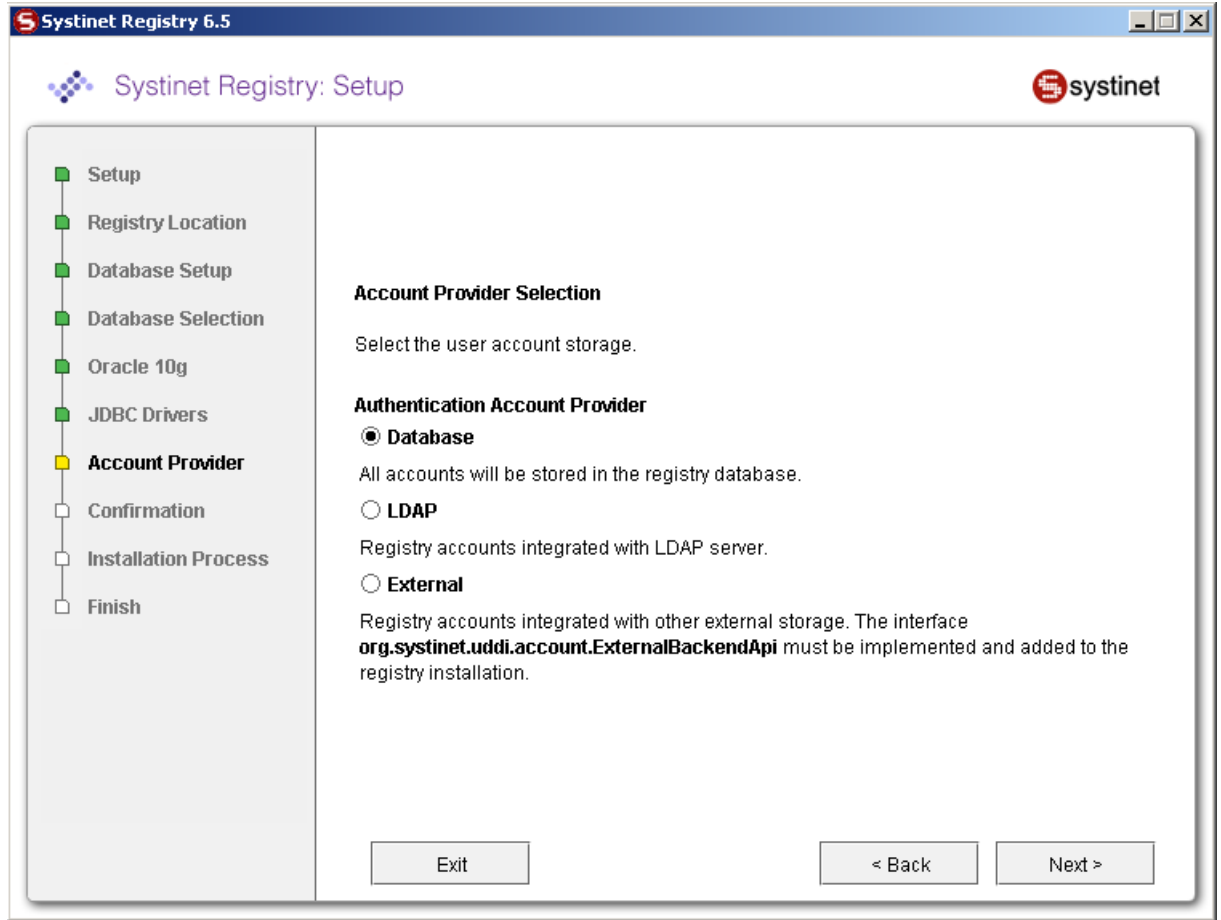 Systinet Registry 6.5
Systinet Registry: Setup
systinet
Setup
Registry Location
Database Setup
Database Selection
Oracle 10g
JDBC Drivers
Account Provider
Confirmation
Installation Process
Finish
Account Provider Selection
Select the user account storage.
Authentication Account Provider
Database
All accounts will be stored in the registry database.
LDAP
Registry accounts integrated with LDAP server.
External
Registry accounts integrated with other external storage. The interface
org.systinet.uddi.account.ExternalBackendApi must be implemented and added to the
registry installation.
Exit
< Back
Next >